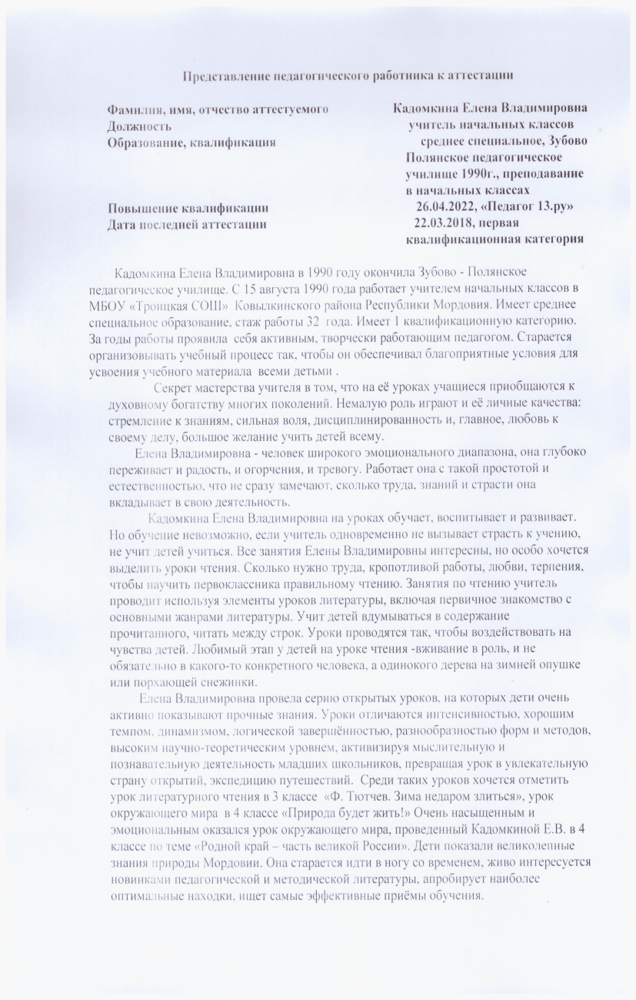 Представление педагогического работника к аттестации
Фамилия, имя, отчество аттестуемого Кадомкина Елена Владимировна
Должность учитель начальных классов
Образование, квалификация среднее специальное, Зубово
Полянское педагогическое
училище 1990г., преподавание
в начальных классах
Повышение квалификации 26.04.2022, «Педагог 13.ру»
Дата последней аттестации 22.03.2018, первая
квалификационная категория
Кадомкина Елена Владимировна в 1990 году окончила Зубово - Полянское
педагогическое училище. С 15 августа 1990 года работает учителем начальных классов в
МБОУ «Троицкая СОШ» Ковылкинского района Республики Мордовия. Имеет среднее
специальное образование, стаж работы 32 года. Имеет 1 квалификационную категорию.
За годы работы проявила себя активным, творчески работающим педагогом. Старается
организовывать учебный процесс так, чтобы он обеспечивал благоприятные условия для
усвоения учебного материала всеми детьми .
Секрет мастерства учителя в том, что на её уроках учащиеся приобщаются к
духовному богатству многих поколений. Немалую роль играют и её личные качества:
стремление к знаниям, сильная воля, дисциплинированность и, главное, любовь к
своему делу, большое желание учить детей всему.
Елена Владимировна - человек широкого эмоционального диапазона, она глубоко
переживает и радость, и огорчения, и тревогу. Работает она с такой простотой и
естественностью, что не сразу замечают, сколько труда, знаний и страсти она
вкладывает в свою деятельность.
Кадомкина Елена Владимировна на уроках обучает, воспитывает и развивает.
Но обучение невозможно, если учитель одновременно не вызывает страсть к учению,
не учит детей учиться. Все занятия Елены Владимировны интересны, но особо хочется
выделить уроки чтения. Сколько нужно труда, кропотливой работы, любви, терпения,
чтобы научить первоклассника правильному чтению. Занятия по чтению учитель
проводит используя элементы уроков литературы, включая первичное знакомство с
основными жанрами литературы. Учит детей вдумываться в содержание
прочитанного, читать между строк. Уроки проводятся так, чтобы воздействовать на
чувства детей. Любимый этап у детей на уроке чтения -вживание в роль, и не
обязательно в какого-то конкретного человека, а одинокого дерева на зимней опушке
или порхающей снежинки.
Елена Владимировна провела серию открытых уроков, на которых дети очень
активно показывают прочные знания. Уроки отличаются интенсивностью, хорошим
темпом, динамизмом, логической завершённостью, разнообразностью форм и методов,
высоким научно-теоретическим уровнем, активизируя мыслительную и
познавательную деятельность младших школьников, превращая урок в увлекательную
страну открытий, экспедицию путешествий. Среди таких уроков хочется отметить
урок литературного чтения в 3 классе «Ф. Тютчев. Зима недаром злиться», урок
окружающего мира в 4 классе «Природа будет жить!» Очень насыщенным и
эмоциональным оказался урок окружающего мира, проведенный Кадомкиной Е.В. в 4
классе по теме «Родной край – часть великой России». Дети показали великолепные
знания природы Мордовии. Она старается идти в ногу со временем, живо интересуется
новинками педагогической и методической литературы, апробирует наиболее
оптимальные находки, ищет самые эффективные приёмы обучения.